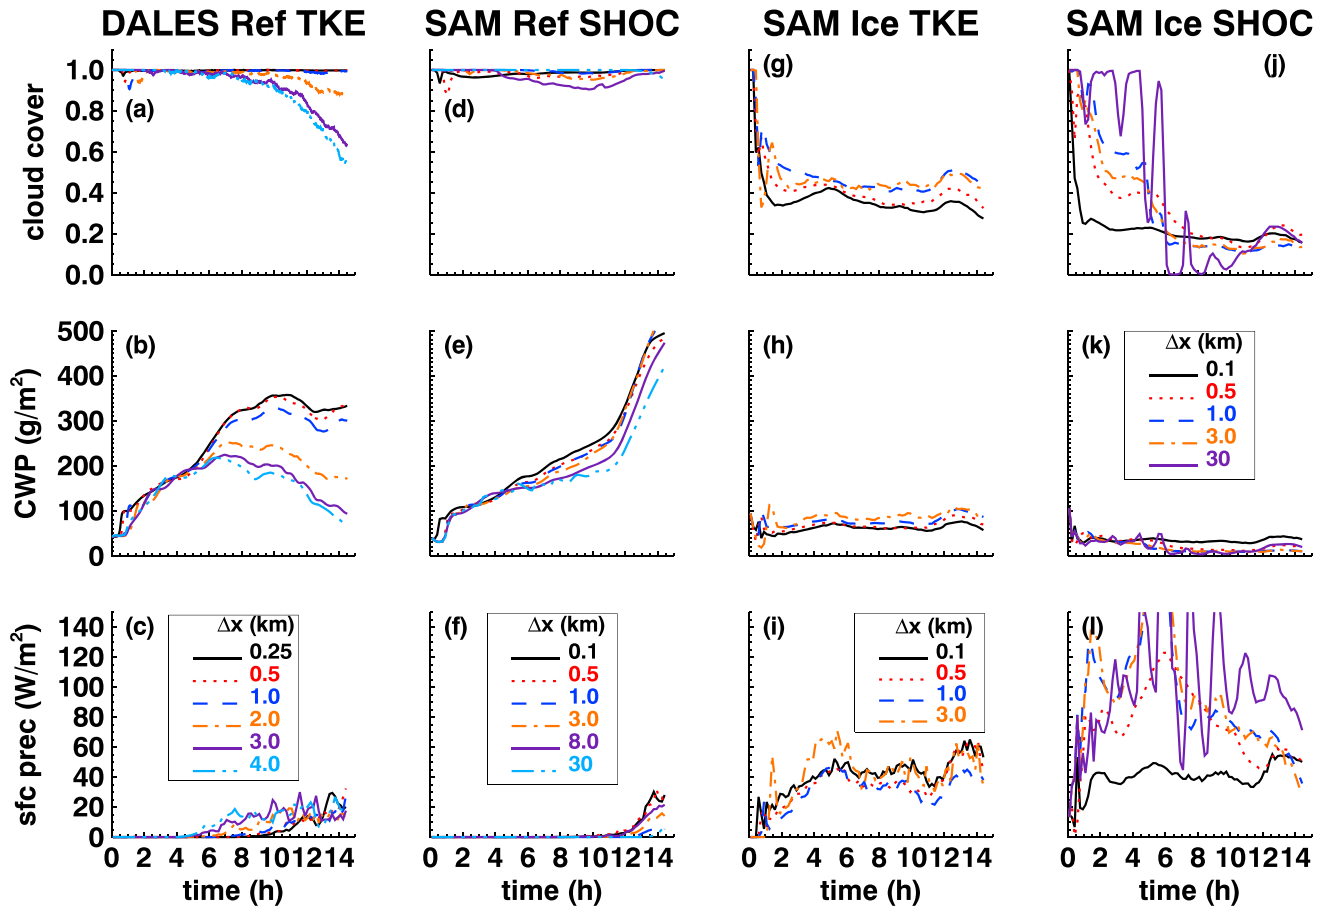 DALES Ref TKE
SAM Ref SHOC
SAM Ice TKE
SAM Ice SHOC
cloud cover
1.0
0.8
0.6
0.4
0.2
0.0
(a)
(d)
(g)
(j)
CWP (g/m²)
500
400
300
200
100
0
(b)
(e)
(h)
(k)
Δx (km)
0.1
0.5
1.0
3.0
30
sfc prec (W/m²)
140
120
100
80
60
40
20
0
(c)
Δx (km)
0.25
0.5
1.0
2.0
3.0
4.0
(f)
Δx (km)
0.1
0.5
1.0
3.0
8.0
30
(i)
Δx (km)
0.1
0.5
1.0
3.0
(l)
0 2 4 6 8 10 12 14
0 2 4 6 8 10 12 14
0 2 4 6 8 10 12 14
0 2 4 6 8 10 12 14
time (h)
time (h)
time (h)
time (h)